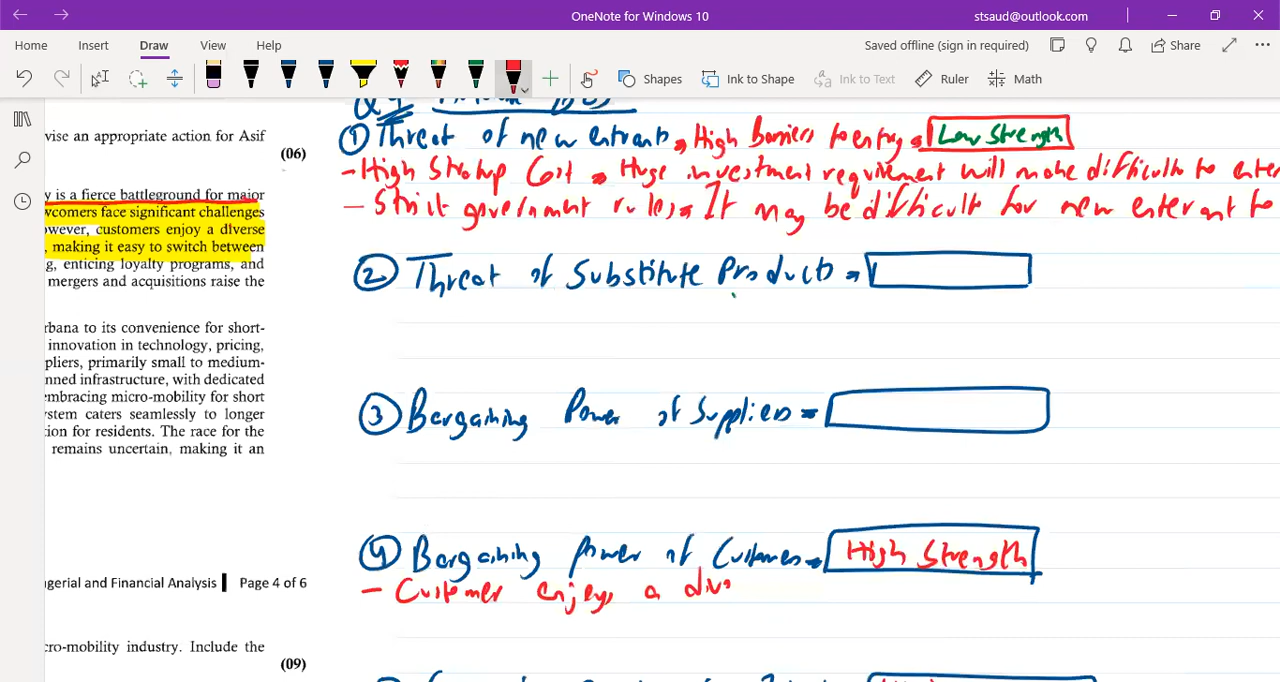 OneNote for Windows 10
stsaud@outlook.com
Home Insert Draw View Help
Saved offline (sign in required)
Share
Shapes
Ink to Shape
Ink to Text
Ruler
Math
vise an appropriate action for Asif
(06)
y is a fierce battleground for major
wcomers face significant challenges
owever, customers enjoy a diverse
, making it easy to switch between
g, enticing loyalty programs, and
mergers and acquisitions raise the
rbana to its convenience for short-
innovation in technology, pricing,
pliers, primarily small to medium-
nned infrastructure, with dedicated
embracing micro-mobility for short
ystem caters seamlessly to longer
tion for residents. The race for the
remains uncertain, making it an
agerial and Financial Analysis Page 4 of 6
cro-mobility industry. Include the
(09)
① Threat of new entrants → High Barriers to entry → Low Strength
- High Startup Cost → Huge investment requirement will make difficult to enter
- Strict government rules → It may be difficult for new enterant to
② Threat of Substitute Products →
③ Bargaining Power of Suppliers →
④ Bargaining power of Customers → High Strength
- Customer enjoys a div